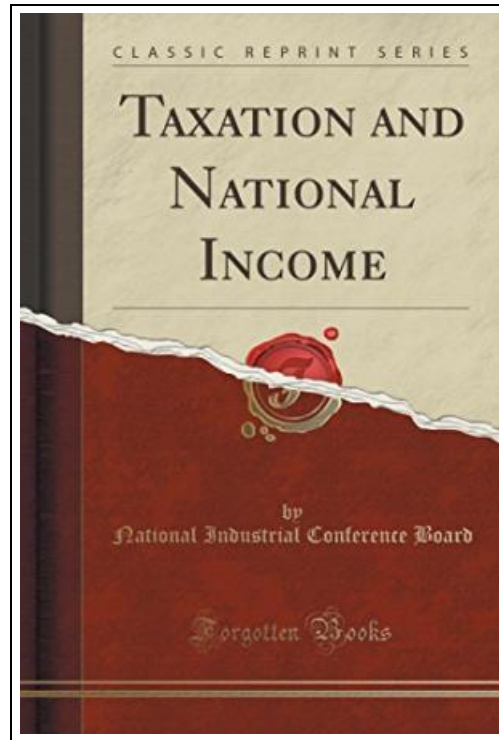 CLASSIC REPRINT SERIES
TAXATION AND
NATIONAL
INCOME
by
National Industrial Conference Board
Forgotten Books